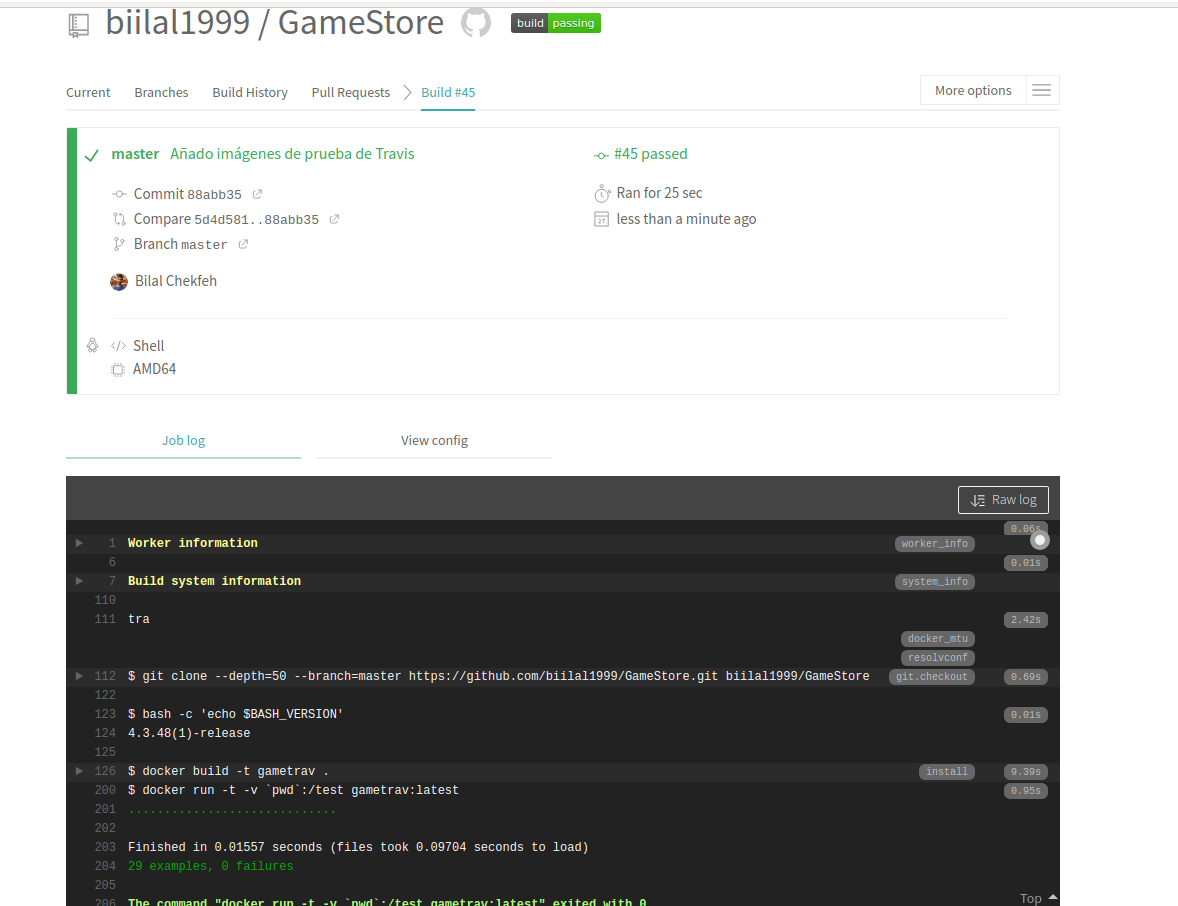 biilal1999 / GameStore build passing
Current Branches Build History Pull Requests Build #45 More options
master Añado imágenes de prueba de Travis
#45 passed
Commit 88abb35
Ran for 25 sec
Compare 5d4d581..88abb35
less than a minute ago
27
Branch master
Bilal Chekfeh
</> Shell
AMD64
Job log View config
Raw log
0.06s
1 Worker information worker_info
6 0.01s
7 Build system information system_info
110
111 tra 2.42s
docker_mtu
resolvconf
112 $ git clone --depth=50 --branch=master https://github.com/biilal1999/GameStore.git biilal1999/GameStore git.checkout 0.69s
122
123 $ bash -c 'echo $BASH_VERSION' 0.01s
124 4.3.48(1)-release
125
126 $ docker build -t gametrav . install 9.39s
200 $ docker run -t -v `pwd`:/test gametrav:latest 0.95s
201 .............................
202
203 Finished in 0.01557 seconds (files took 0.09704 seconds to load)
204 29 examples, 0 failures
205
206 The command "docker run -t -v `pwd`:/test gametrav:latest" exited with 0.
Top